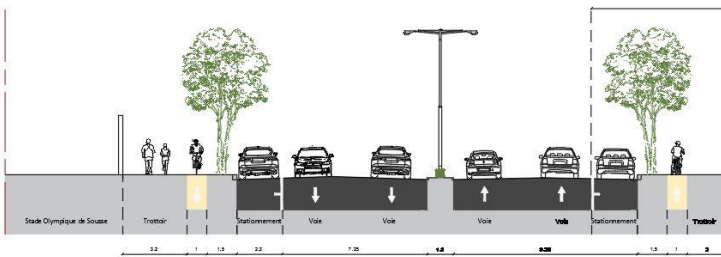 Stade Olympique de Sousse Trottoir Stationnement Voie Voie Voie Voie Stationnement Trottoir
3.2 1 1,5 2.3 7.25 1,5 1 2